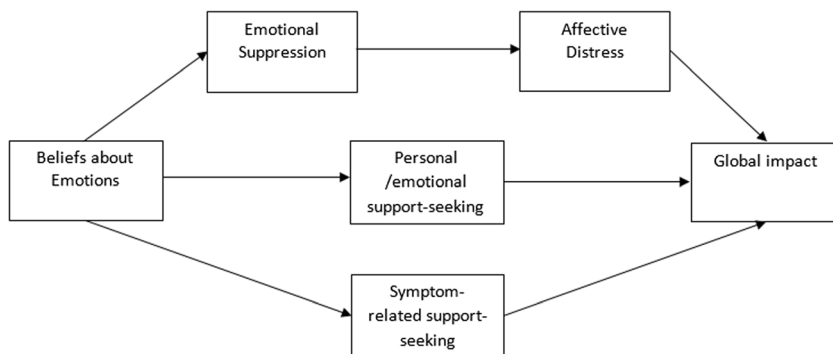 Emotional
Suppression
Affective
Distress
Beliefs about
Emotions
Personal
/emotional
support-seeking
Global impact
Symptom-
related support-
seeking